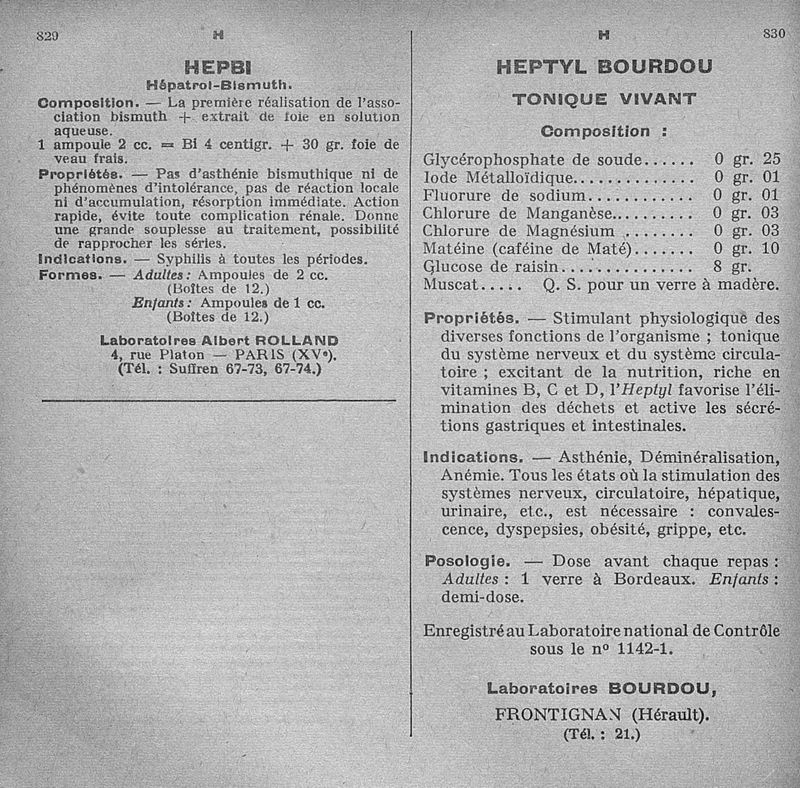 829
H
HEPBI
Hépatrol-Bismuth.
Composition. — La première réalisation de l'asso-
ciation bismuth + extrait de foie en solution
aqueuse.
1 ampoule 2 cc. = Bi 4 centigr. + 30 gr. foie de
veau frais.
Propriétés. — Pas d'asthénie bismuthique ni de
phénomènes d'intolérance, pas de réaction locale
ni d'accumulation, résorption immédiate. Action
rapide, évite toute complication rénale. Donne
une grande souplesse au traitement, possibilité
de rapprocher les séries.
Indications. — Syphilis à toutes les périodes.
Formes. — Adultes : Ampoules de 2 cc.
(Boîtes de 12.)
Enfants : Ampoules de 1 cc.
(Boîtes de 12.)
Laboratoires Albert ROLLAND
4, rue Platon — PARIS (XVe).
(Tél. : Suffren 67-73, 67-74.)
H
830
HEPTYL BOURDOU
TONIQUE VIVANT
Composition :
Glycérophosphate de soude...... 0 gr. 25
Iode Métalloïdique.............. 0 gr. 01
Fluorure de sodium............ 0 gr. 01
Chlorure de Manganèse......... 0 gr. 03
Chlorure de Magnésium ........ 0 gr. 03
Matéine (caféine de Maté)....... 0 gr. 10
Glucose de raisin............... 8 gr.
Muscat..... Q. S. pour un verre à madère.
Propriétés. — Stimulant physiologique des
diverses fonctions de l'organisme ; tonique
du système nerveux et du système circula-
toire ; excitant de la nutrition, riche en
vitamines B, C et D, l'Heptyl favorise l'éli-
mination des déchets et active les sécré-
tions gastriques et intestinales.
Indications. — Asthénie, Déminéralisation,
Anémie. Tous les états où la stimulation des
systèmes nerveux, circulatoire, hépatique,
urinaire, etc., est nécessaire : convales-
cence, dyspepsies, obésité, grippe, etc.
Posologie. — Dose avant chaque repas :
Adultes : 1 verre à Bordeaux. Enfants :
demi-dose.
Enregistré au Laboratoire national de Contrôle
sous le no 1142-1.
Laboratoires BOURDOU,
FRONTIGNAN (Hérault).
(Tél. : 21.)